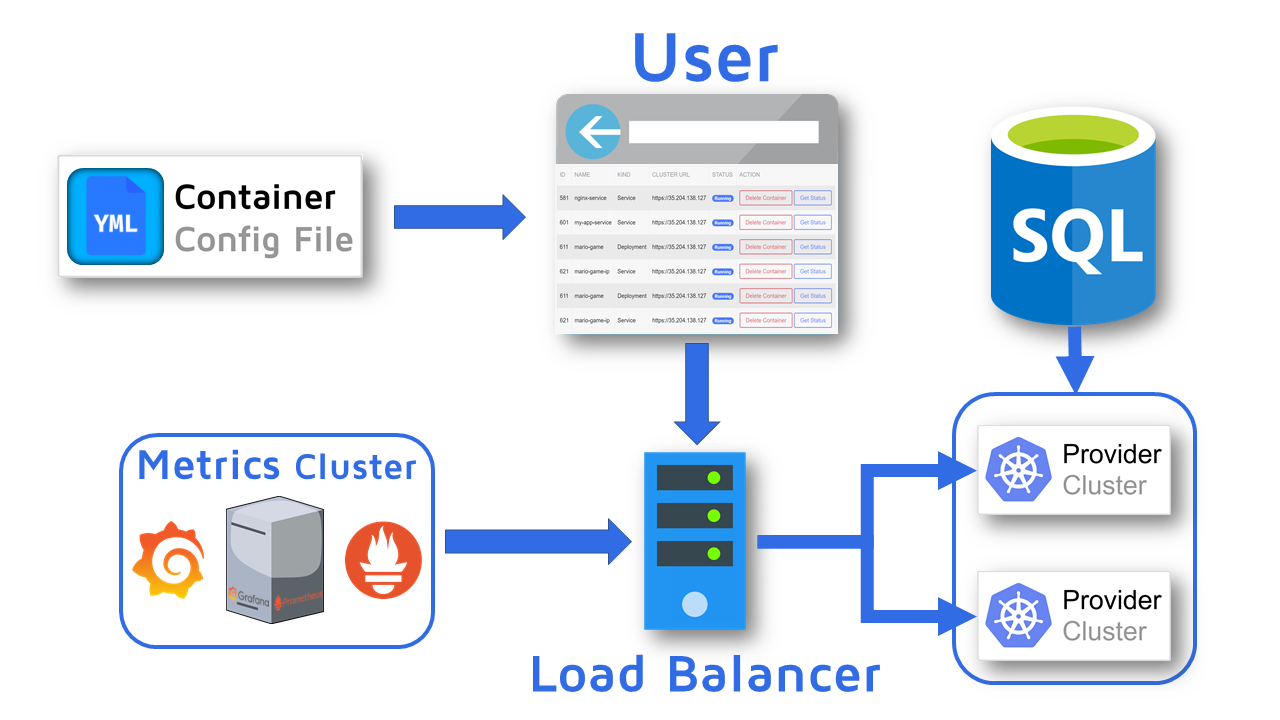 User
Container
Config File
YML
ID NAME KIND CLUSTER URL STATUS ACTION
581 nginx-service Service https://35.204.138.127 Running Delete Container Get Status
601 my-app-service Service https://35.204.138.127 Running Delete Container Get Status
611 mario-game Deployment https://35.204.138.127 Running Delete Container Get Status
621 mario-game-ip Service https://35.204.138.127 Running Delete Container Get Status
611 mario-game Deployment https://35.204.138.127 Running Delete Container Get Status
621 mario-game-ip Service https://35.204.138.127 Running Delete Container Get Status
SQL
Metrics Cluster
Grafana
Prometheus
Provider
Cluster
Provider
Cluster
Load Balancer